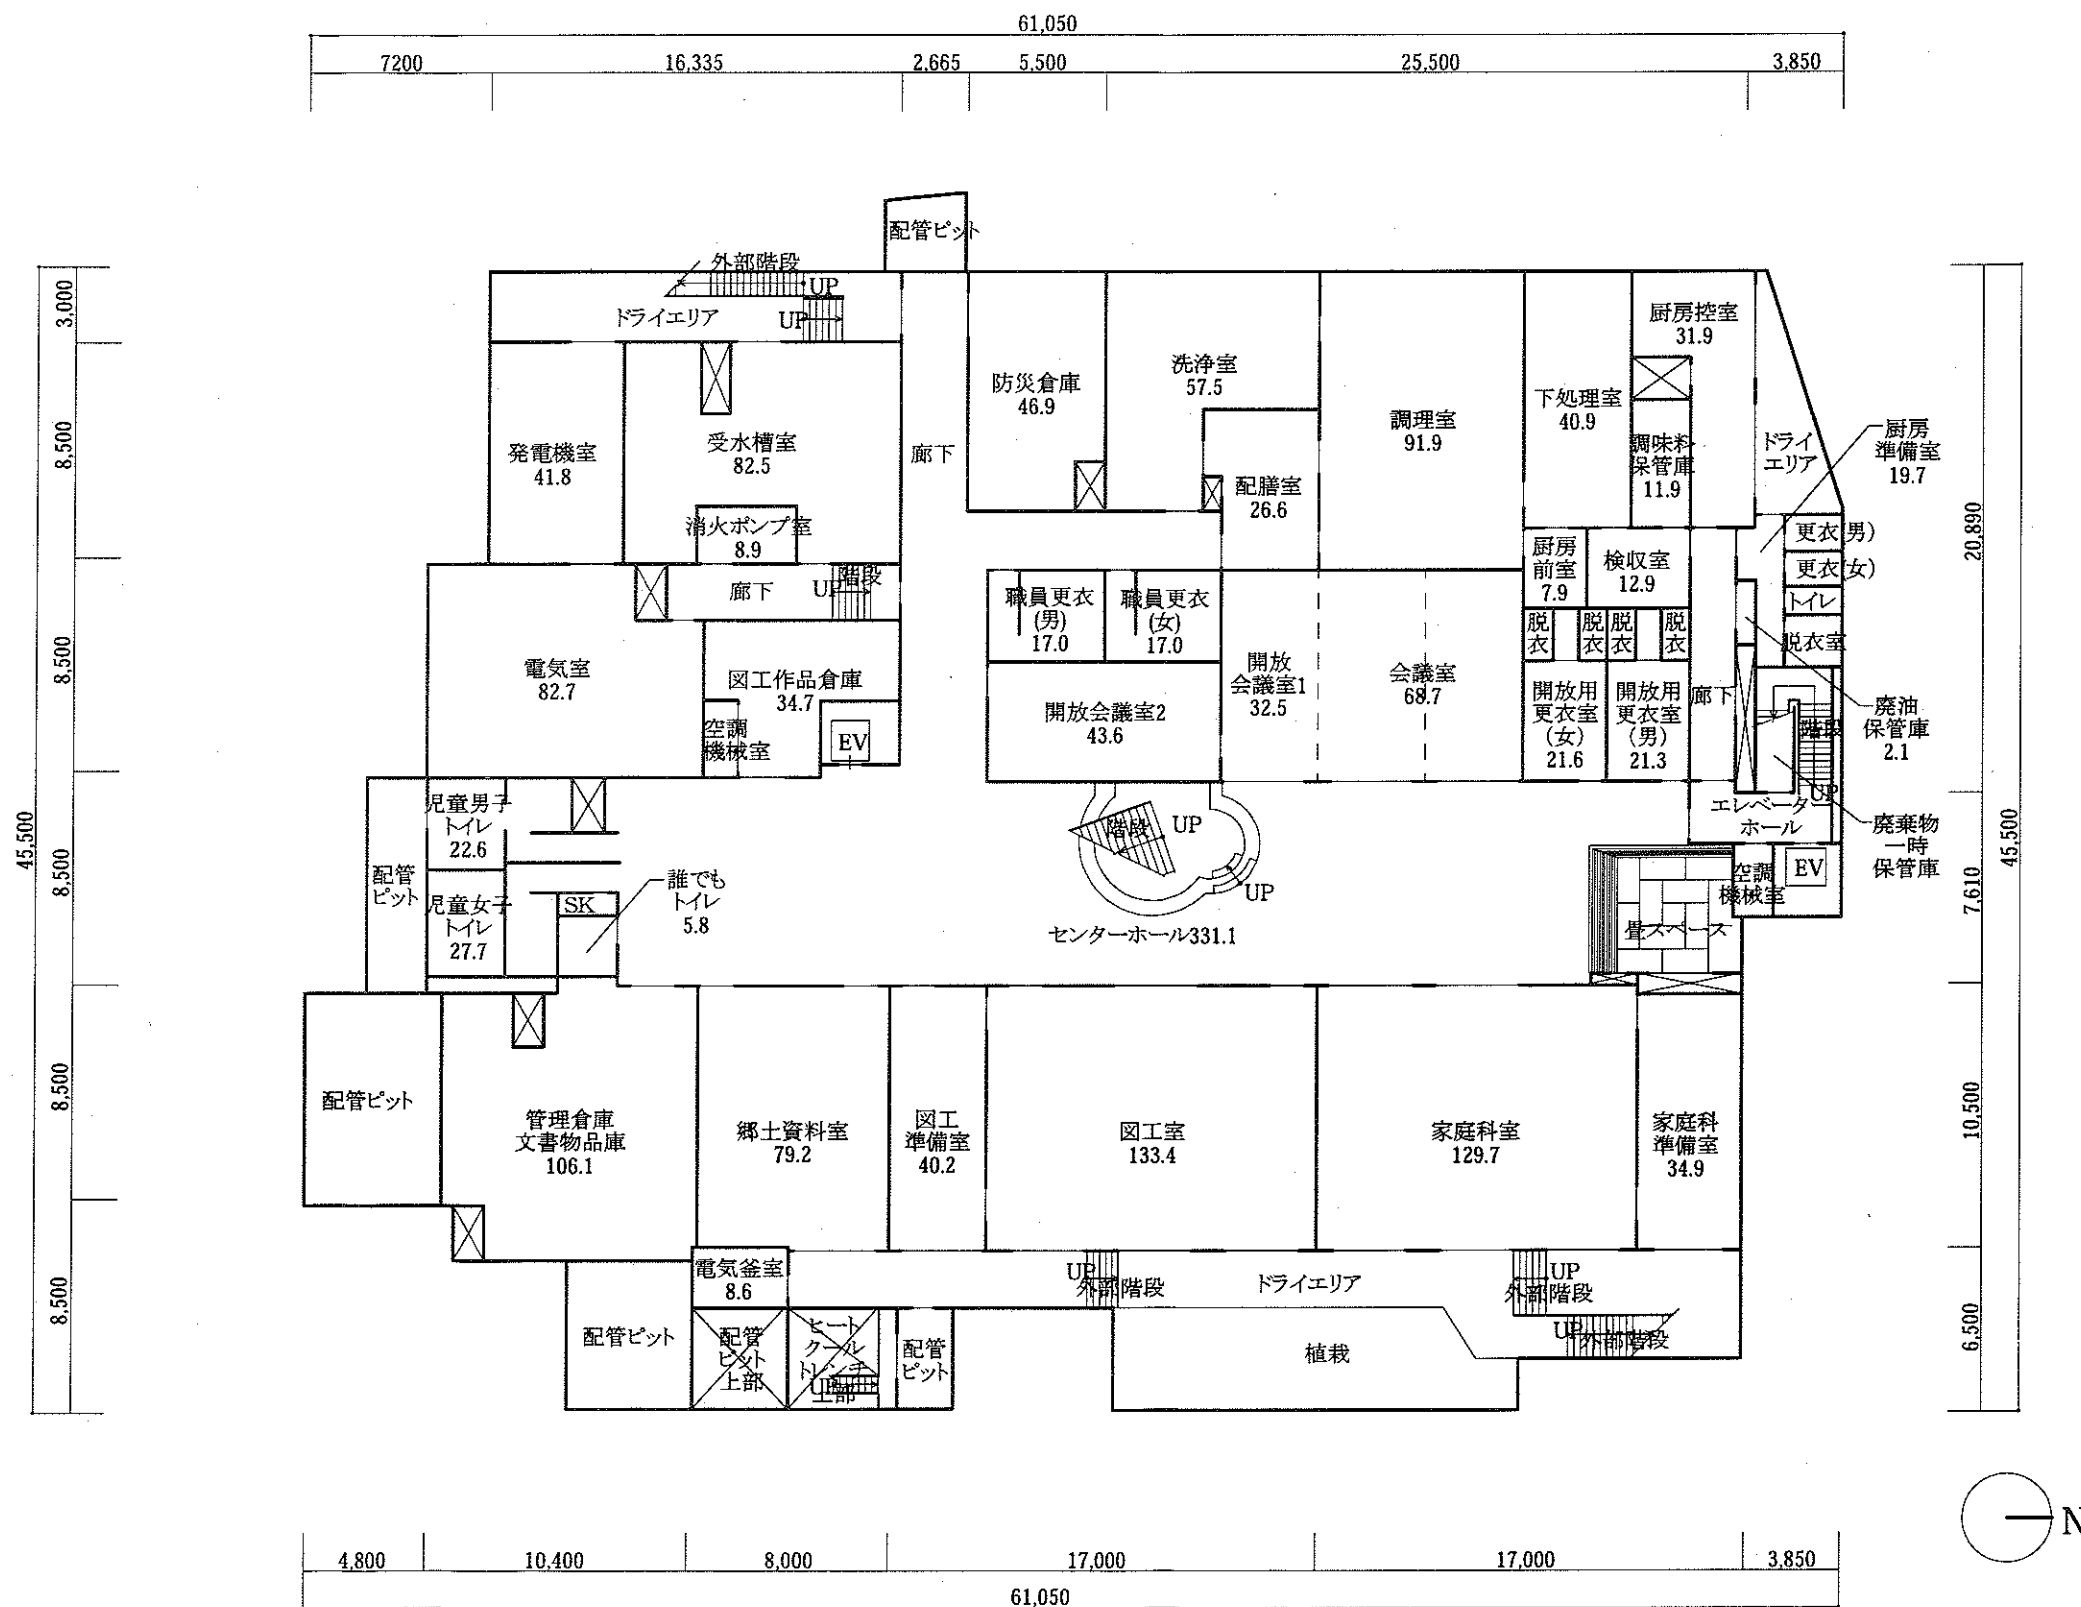 61,050
7200
16,335
2,665
5,500
25,500
3,850
配管ピット
外部階段
UP
ドライエリア
UP
3,000
8,500
8,500
8,500
8,500
8,500
45,500
発電機室
41.8
受水槽室
82.5
消火ポンプ室
8.9
廊下
防災倉庫
46.9
洗浄室
57.5
配膳室
26.6
調理室
91.9
下処理室
40.9
厨房控室
31.9
調味料
保管庫
11.9
ドライ
エリア
厨房
準備室
19.7
更衣(男)
更衣(女)
トイレ
脱衣室
厨房
前室
7.9
検収室
12.9
廊下
UP
階段
電気室
82.7
図工作品倉庫
34.7
空調
機械室
EV
職員更衣
(男)
17.0
職員更衣
(女)
17.0
開放会議室2
43.6
開放
会議室1
32.5
会議室
68.7
脱
衣
脱
衣
脱
衣
脱
衣
開放用
更衣室
(女)
21.6
開放用
更衣室
(男)
21.3
廊下
階段
UP
廃油
保管庫
2.1
エレベーター
ホール
廃棄物
一時
保管庫
空調
機械室
EV
児童男子
トイレ
22.6
児童女子
トイレ
27.7
配管
ピット
SK
誰でも
トイレ
5.8
階段
UP
UP
センターホール331.1
畳スペース
20,890
7,610
10,500
6,500
45,500
配管ピット
管理倉庫
文書物品庫
106.1
郷土資料室
79.2
図工
準備室
40.2
図工室
133.4
家庭科室
129.7
家庭科
準備室
34.9
電気釜室
8.6
UP
外部階段
ドライエリア
UP
外部階段
UP
外部階段
配管ピット
配管
ピット
上部
ヒート
クール
トレンチ
UP
上部
配管
ピット
植栽
N
4,800
10,400
8,000
17,000
17,000
3,850
61,050